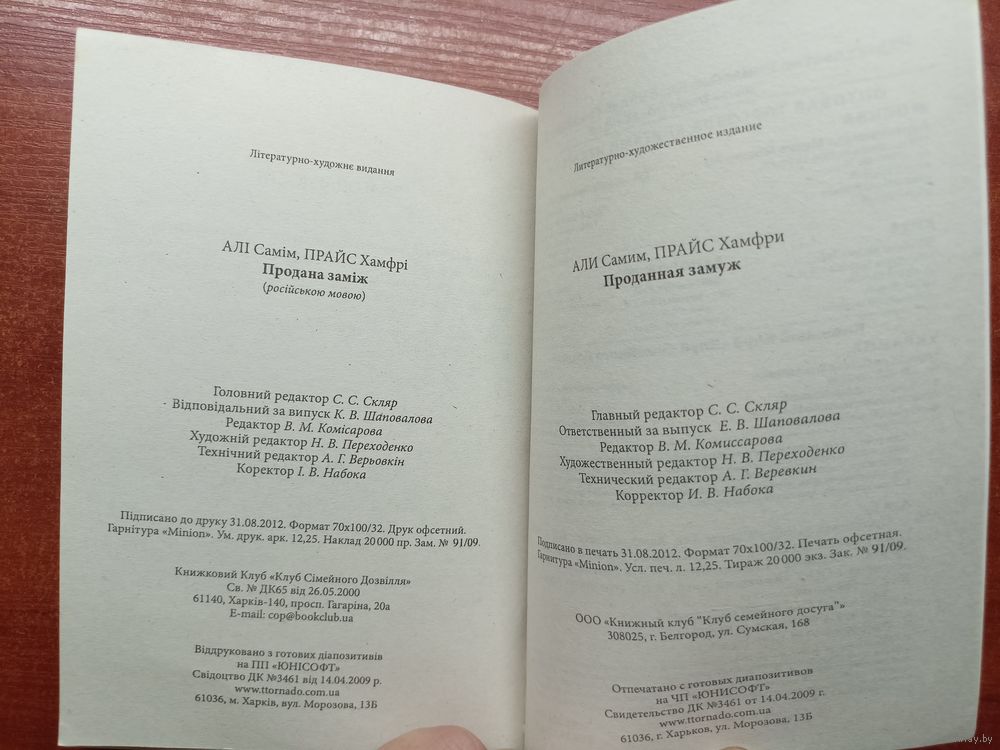 Літературно-художнє видання
АЛІ Самім, ПРАЙС Хамфрі
Продана заміж
(російською мовою)
Головний редактор С. С. Скляр
Відповідальний за випуск К. В. Шаповалова
Редактор В. М. Комісарова
Художній редактор Н. В. Переходенко
Технічний редактор А. Г. Верьовкін
Коректор І. В. Набока
Підписано до друку 31.08.2012. Формат 70x100/32. Друк офсетний.
Гарнітура «Minion». Ум. друк. арк. 12,25. Наклад 20 000 пр. Зам. № 91/09.
Книжковий Клуб «Клуб Сімейного Дозвілля»
Св. № ДК65 від 26.05.2000
61140, Харків-140, просп. Гагаріна, 20а
E-mail: cop@bookclub.ua
Віддруковано з готових діапозитивів
на ПП «ЮНІСОФТ»
Свідоцтво ДК №3461 від 14.04.2009 р.
www.ttornado.com.ua
61036, м. Харків, вул. Морозова, 13Б
Литературно-художественное издание
АЛИ Самим, ПРАЙС Хамфри
Проданная замуж
Главный редактор С. С. Скляр
Ответственный за выпуск Е. В. Шаповалова
Редактор В. М. Комиссарова
Художественный редактор Н. В. Переходенко
Технический редактор А. Г. Веревкин
Корректор И. В. Набока
Подписано в печать 31.08.2012. Формат 70x100/32. Печать офсетная.
Гарнитура «Minion». Усл. печ. л. 12,25. Тираж 20 000 экз. Зак. № 91/09.
ООО «Книжный клуб "Клуб семейного досуга"»
308025, г. Белгород, ул. Сумская, 168
Отпечатано с готовых диапозитивов
на ЧП «ЮНИСОФТ»
Свидетельство ДК №3461 от 14.04.2009 г.
www.ttornado.com.ua
61036, г. Харьков, ул. Морозова, 13Б